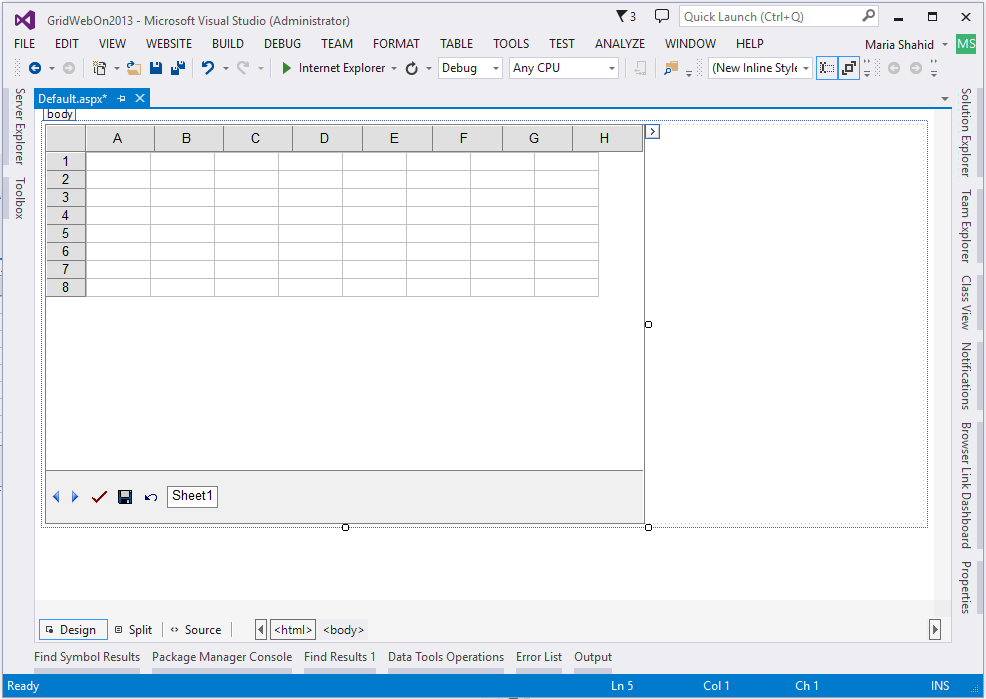 GridWebOn2013 - Microsoft Visual Studio (Administrator)
3
Quick Launch (Ctrl+Q)
FILE EDIT VIEW WEBSITE BUILD DEBUG TEAM FORMAT TABLE TOOLS TEST ANALYZE WINDOW HELP
Maria Shahid
MS
Internet Explorer
Debug
Any CPU
(New Inline Style
Server Explorer
Toolbox
Default.aspx*
body
A B C D E F G H
1
2
3
4
5
6
7
8
Sheet1
Solution Explorer
Team Explorer
Class View
Notifications
Browser Link Dashboard
Properties
Design Split Source <html> <body>
Find Symbol Results Package Manager Console Find Results 1 Data Tools Operations Error List Output
Ready Ln 5 Col 1 Ch 1 INS